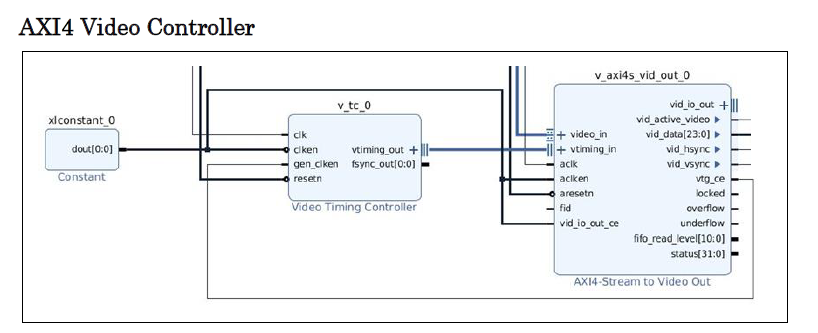 AXI4 Video Controller
xlconstant_0
dout[0:0]
Constant
v_tc_0
clk
clken
gen_clken
resetn
vtiming_out
fsync_out[0:0]
Video Timing Controller
v_axi4s_vid_out_0
video_in
vtiming_in
aclk
aclken
aresetn
fid
vid_io_out_ce
vid_io_out
vid_active_video
vid_data[23:0]
vid_hsync
vid_vsync
vtg_ce
locked
overflow
underflow
fifo_read_level[10:0]
status[31:0]
AXI4-Stream to Video Out